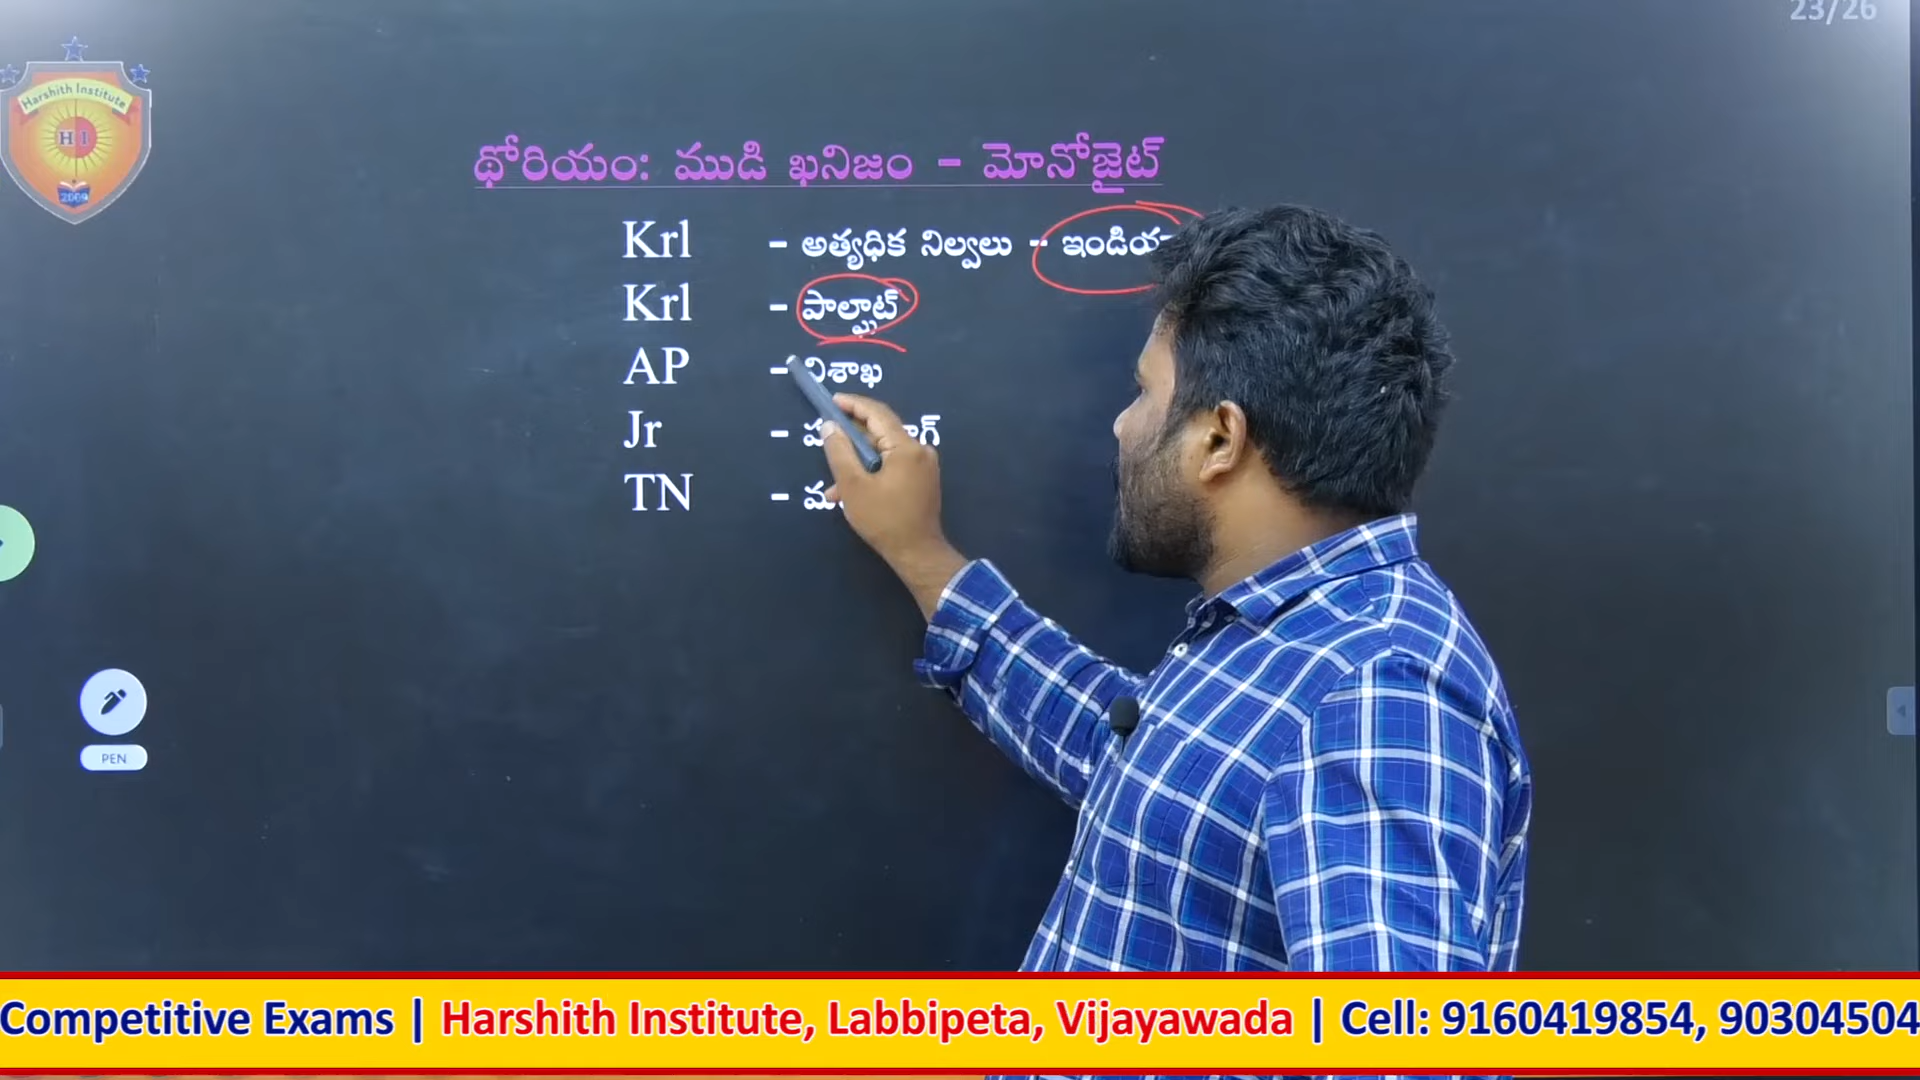 23/26
Harshith Institute
H I
2009
థోరియం: ముడి ఖనిజం - మోనోజైట్
Krl - అత్యధిక నిల్వలు - ఇండియా
Krl - పాల్ఘాట్
AP - విశాఖ
Jr -
TN -
PEN
Competitive Exams | Harshith Institute, Labbipeta, Vijayawada | Cell: 9160419854, 90304504